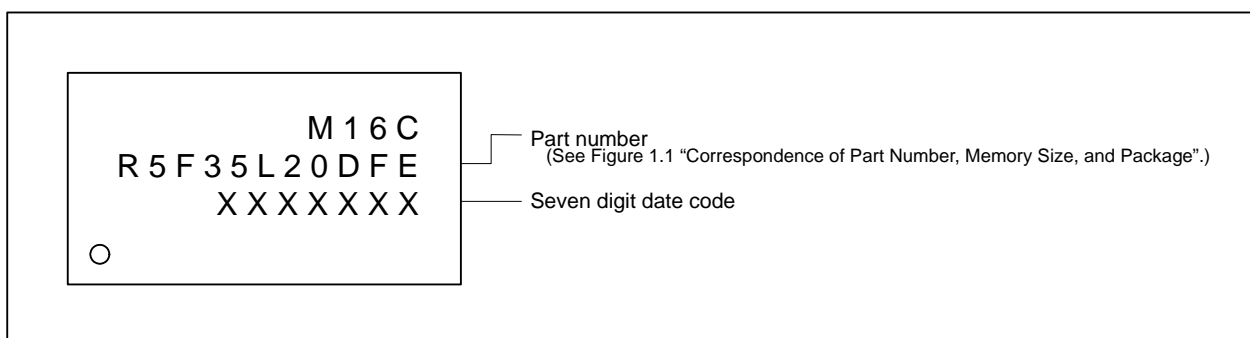 M16C
R5F35L20DFE
XXXXXXX
Part number
(See Figure 1.1 “Correspondence of Part Number, Memory Size, and Package”.)
Seven digit date code